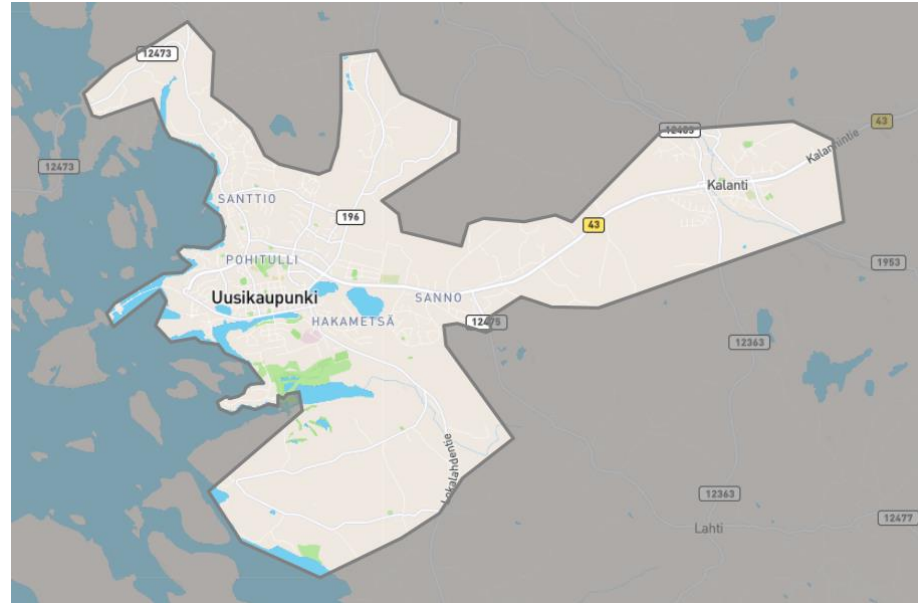 12473
12405
43
Kalannintie
12473
Kalanti
SANTTIO
196
43
POHITULLI
1953
Uusikaupunki
SANNO
HAKAMETSÄ
12475
12363
Lokalahdentie
12363
12477
Lahti